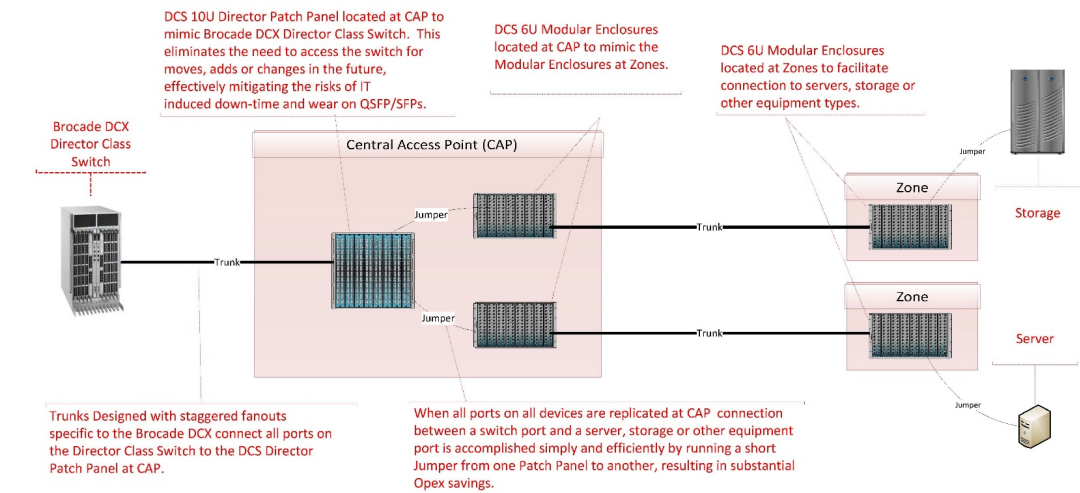 DCS 10U Director Patch Panel located at CAP to
mimic Brocade DCX Director Class Switch. This
eliminates the need to access the switch for
moves, adds or changes in the future,
effectively mitigating the risks of IT
induced down-time and wear on QSFP/SFPs.
DCS 6U Modular Enclosures
located at CAP to mimic the
Modular Enclosures at Zones.
DCS 6U Modular Enclosures
located at Zones to facilitate
connection to servers, storage or
other equipment types.
Brocade DCX
Director Class
Switch
Central Access Point (CAP)
Jumper
Zone
Storage
Jumper
Trunk
Trunk
Zone
Jumper
Trunk
Server
Jumper
Trunks Designed with staggered fanouts
specific to the Brocade DCX connect all ports on
the Director Class Switch to the DCS Director
Patch Panel at CAP.
When all ports on all devices are replicated at CAP connection
between a switch port and a server, storage or other equipment
port is accomplished simply and efficiently by running a short
Jumper from one Patch Panel to another, resulting in substantial
Opex savings.